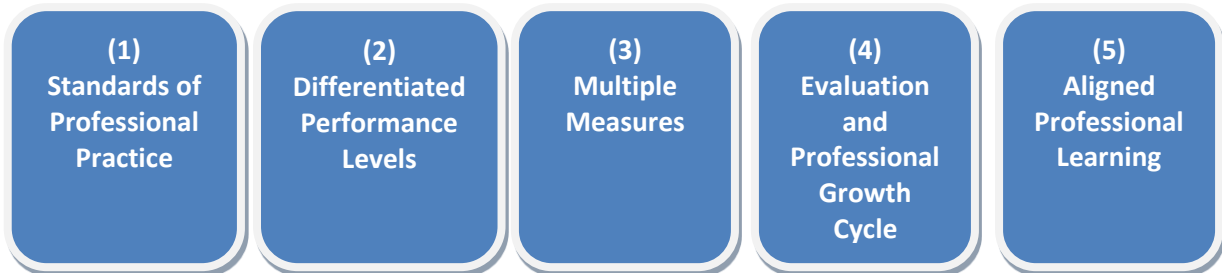 (1)
Standards of
Professional
Practice
(2)
Differentiated
Performance
Levels
(3)
Multiple
Measures
(4)
Evaluation
and
Professional
Growth
Cycle
(5)
Aligned
Professional
Learning